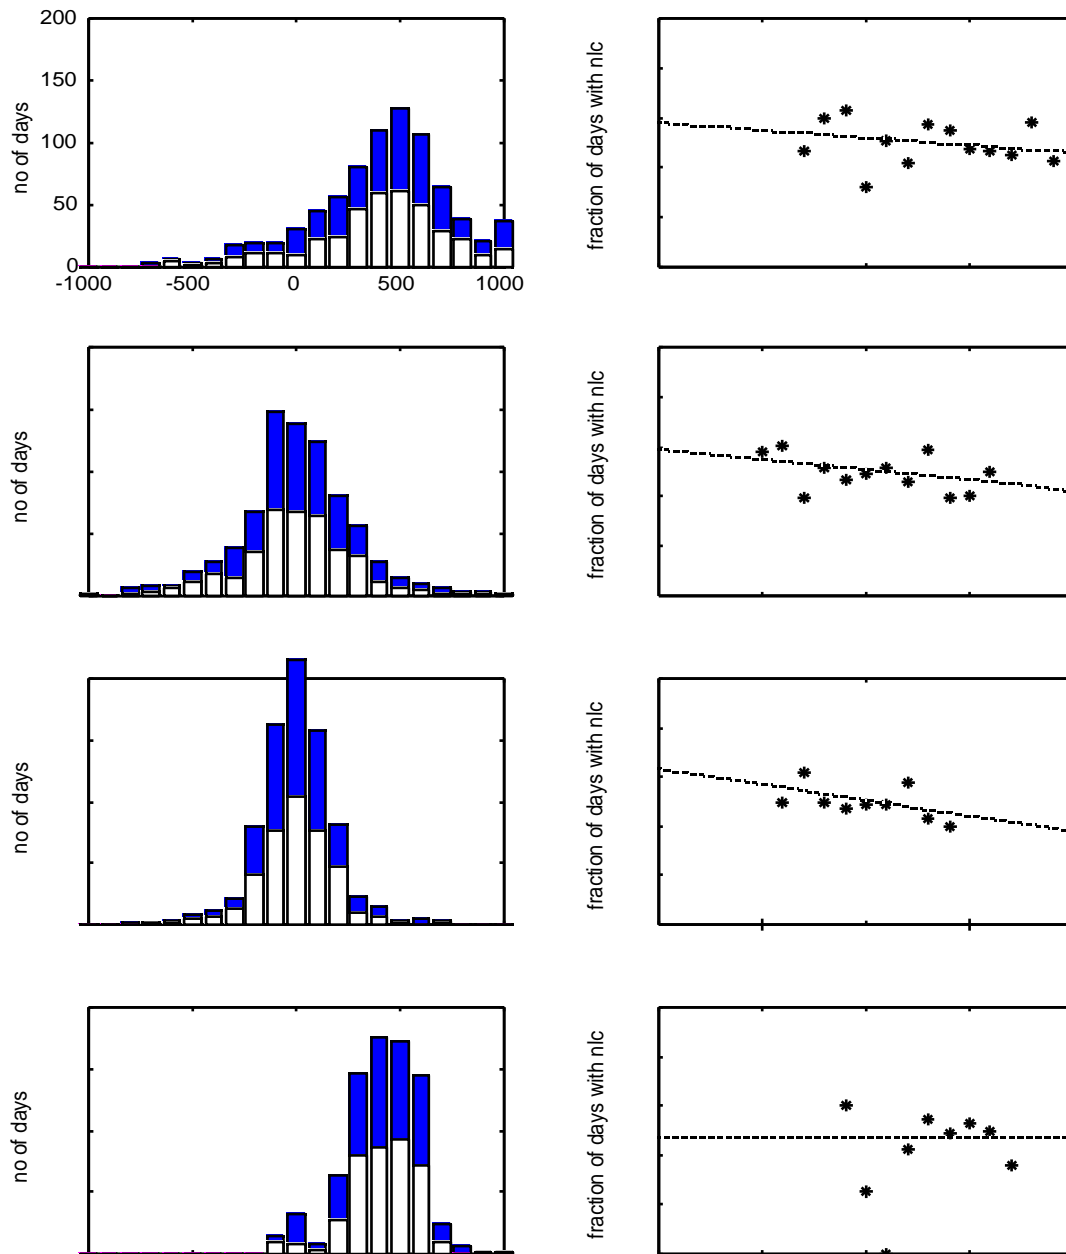 200
150
100
50
0
no of days
-1000
-500
0
500
1000
fraction of days with nlc
no of days
fraction of days with nlc
no of days
fraction of days with nlc
no of days
fraction of days with nlc